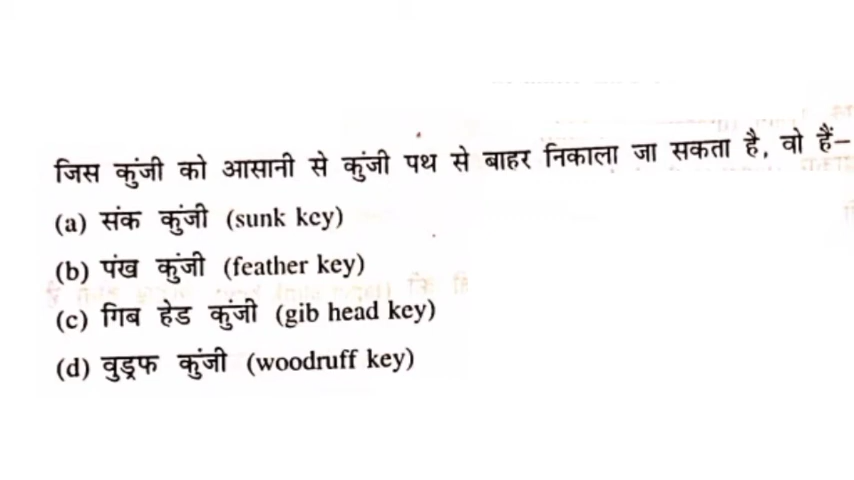 जिस कुंजी को आसानी से कुंजी पथ से बाहर निकाला जा सकता है, वो हैं–
(a) संक कुंजी (sunk key)
(b) पंख कुंजी (feather key)
(c) गिब हेड कुंजी (gib head key)
(d) वुड्रफ कुंजी (woodruff key)